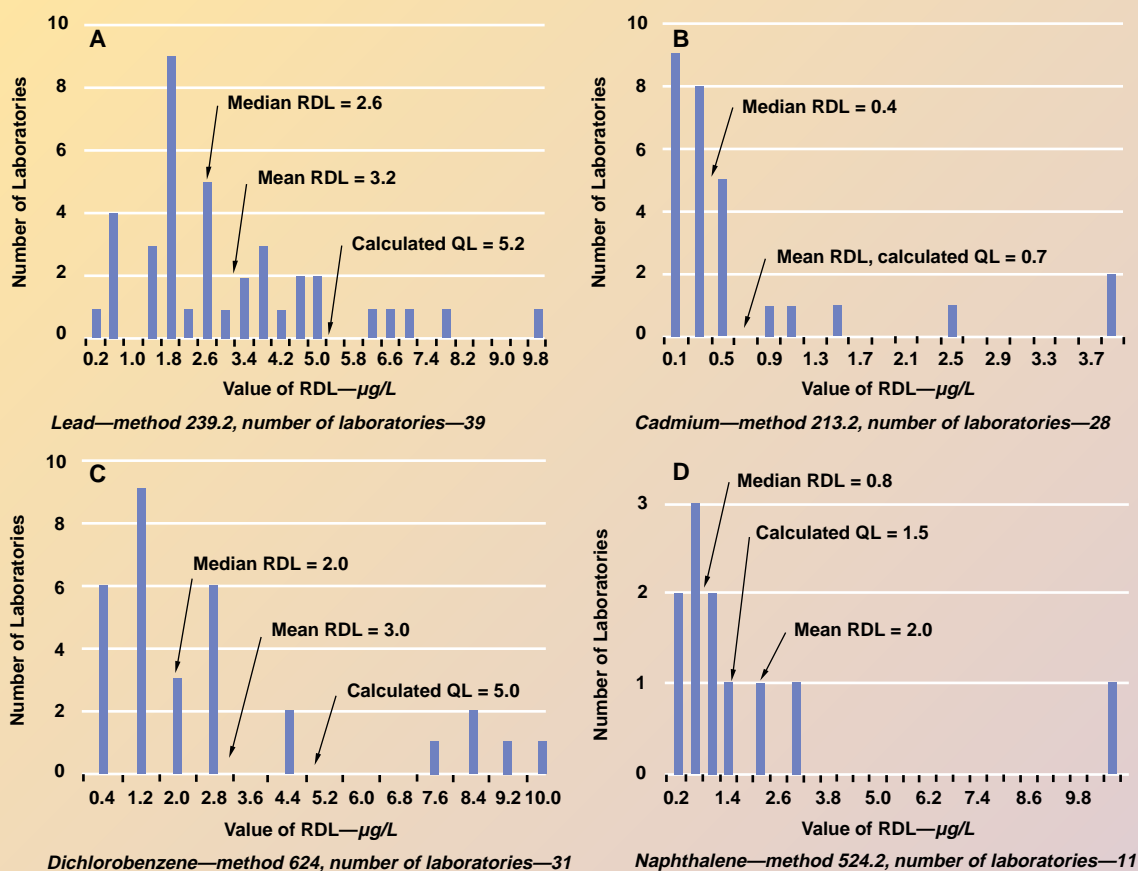 A
10
8
6
4
2
0
Number of Laboratories
Median RDL = 2.6
Mean RDL = 3.2
Calculated QL = 5.2
0.2 1.0 1.8 2.6 3.4 4.2 5.0 5.8 6.6 7.4 8.2 9.0 9.8
Value of RDL—µg/L
Lead—method 239.2, number of laboratories—39
B
10
8
6
4
2
0
Number of Laboratories
Median RDL = 0.4
Mean RDL, calculated QL = 0.7
0.1 0.5 0.9 1.3 1.7 2.1 2.5 2.9 3.3 3.7
Value of RDL—µg/L
Cadmium—method 213.2, number of laboratories—28
C
10
8
6
4
2
0
Number of Laboratories
Median RDL = 2.0
Mean RDL = 3.0
Calculated QL = 5.0
0.4 1.2 2.0 2.8 3.6 4.4 5.2 6.0 6.8 7.6 8.4 9.2 10.0
Value of RDL—µg/L
Dichlorobenzene—method 624, number of laboratories—31
D
3
2
1
0
Number of Laboratories
Median RDL = 0.8
Calculated QL = 1.5
Mean RDL = 2.0
0.2 1.4 2.6 3.8 5.0 6.2 7.4 8.6 9.8
Value of RDL—µg/L
Naphthalene—method 524.2, number of laboratories—11